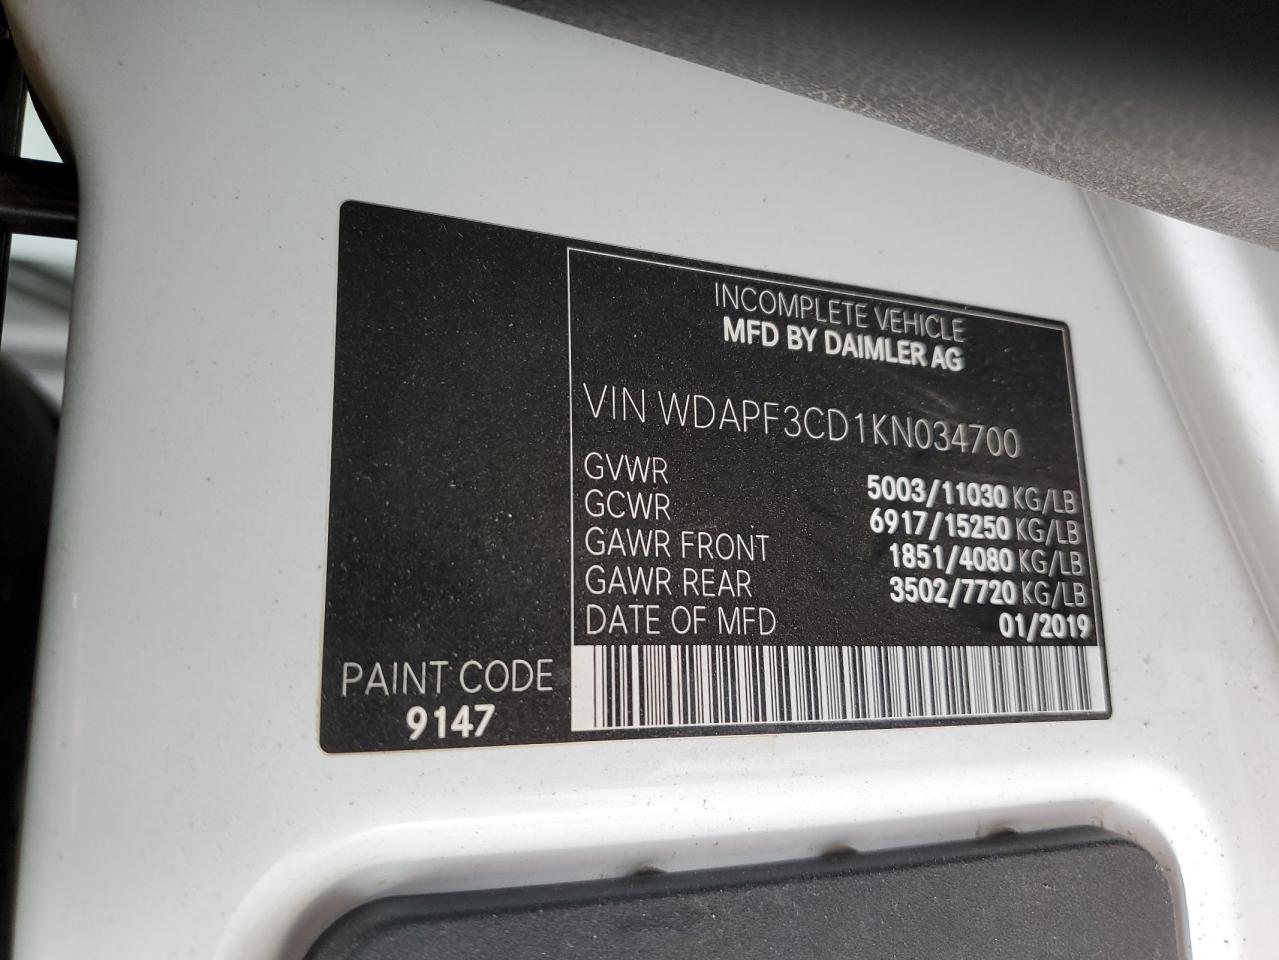 INCOMPLETE VEHICLE
MFD BY DAIMLER AG
VIN WDAPF3CD1KN034700
GVWR 5003/11030 KG/LB
GCWR 6917/15250 KG/LB
GAWR FRONT 1851/4080 KG/LB
GAWR REAR 3502/7720 KG/LB
DATE OF MFD 01/2019
PAINT CODE
9147